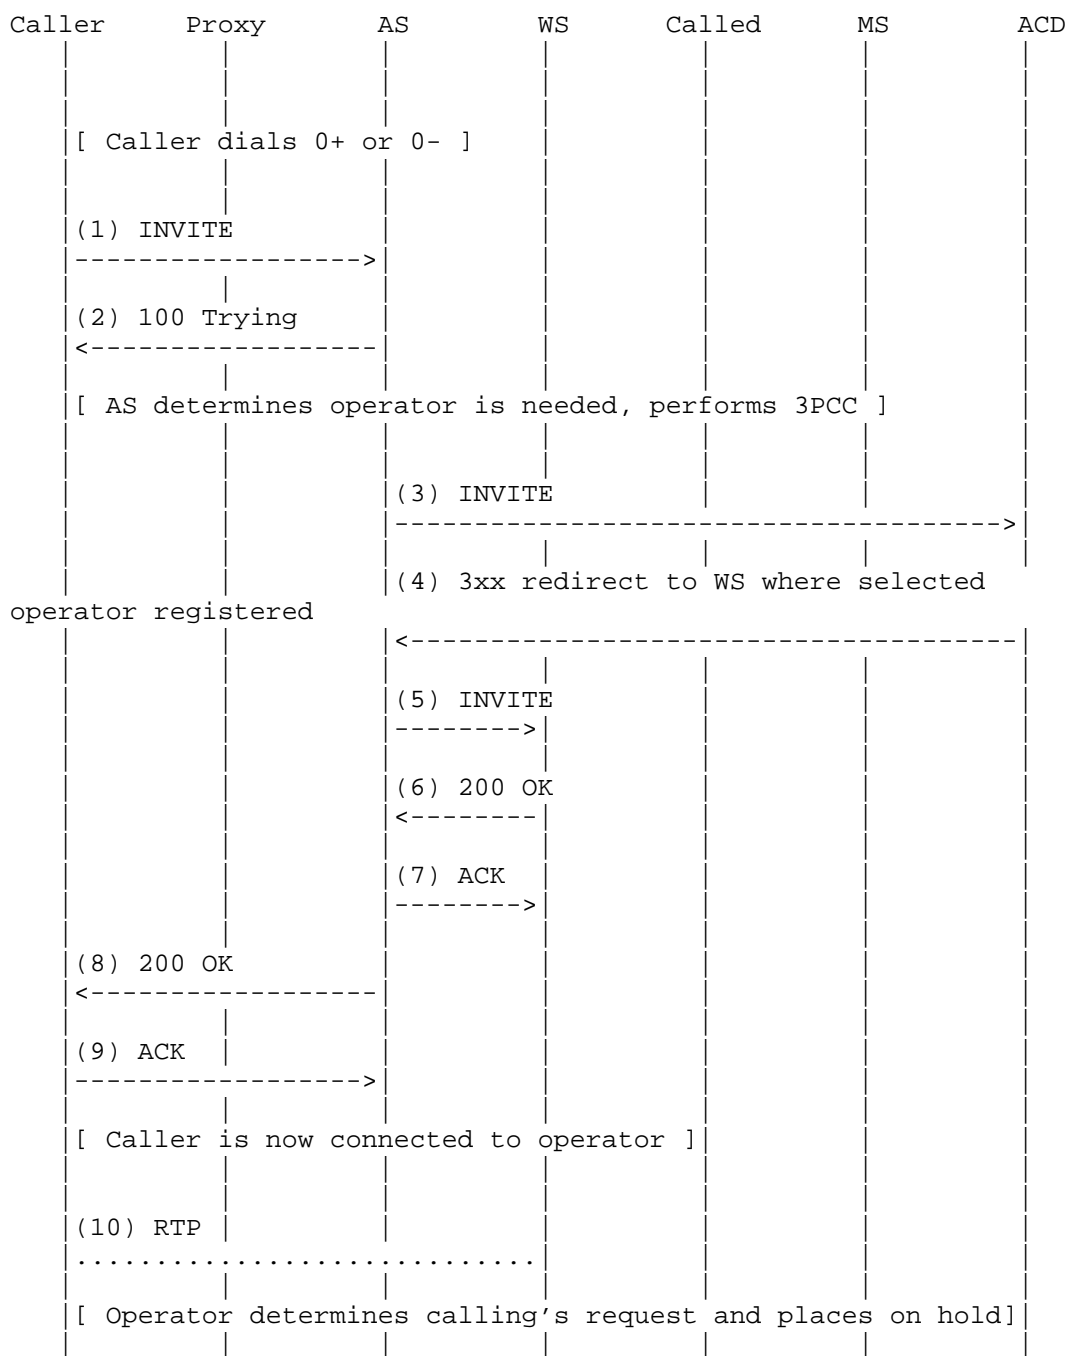 Caller Proxy AS WS Called MS ACD
[ Caller dials 0+ or 0- ]
(1) INVITE
------------------>
(2) 100 Trying
<------------------
[ AS determines operator is needed, performs 3PCC ]
(3) INVITE
-------------------------------------->
(4) 3xx redirect to WS where selected
operator registered
<--------------------------------------
(5) INVITE
-------->
(6) 200 OK
<--------
(7) ACK
-------->
(8) 200 OK
<------------------
(9) ACK
------------------>
[ Caller is now connected to operator ]
(10) RTP
.............................
[ Operator determines calling's request and places on hold]